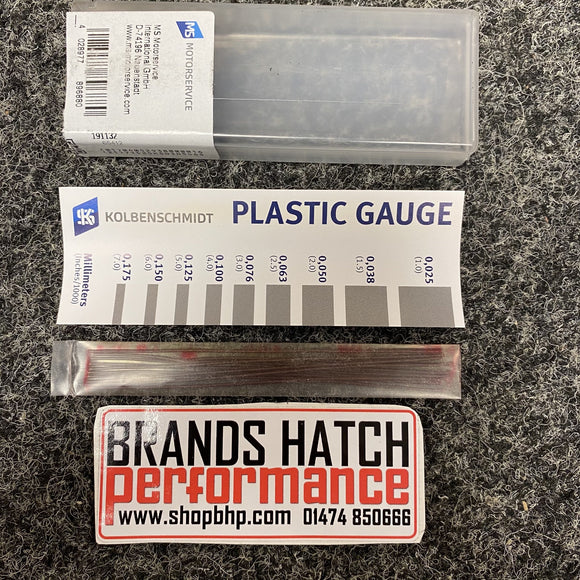 MS MOTORSERVICE
MS Motorservice
International GmbH
D-74196 Neuenstadt
www.ms-motorservice.com
4 028977 896880
191132
KS KOLBENSCHMIDT PLASTIC GAUGE
Millimeters
(Inches/1000)
0,175
(7.0)
0,150
(6.0)
0,125
(5.0)
0,100
(4.0)
0,076
(3.0)
0,063
(2.5)
0,050
(2.0)
0,038
(1.5)
0,025
(1.0)
BRANDS HATCH
performance
www.shopbhp.com 01474 850666